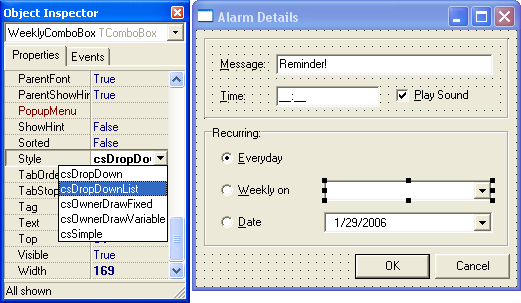 Object Inspector
WeeklyComboBox TComboBox
Properties Events
ParentFont True
ParentShowHin True
PopupMenu
ShowHint False
Sorted False
Style csDropDo
TabOrde
csDropDown
TabStop
csDropDownList
Tag
csOwnerDrawFixed
Text
csOwnerDrawVariable
Top
csSimple
Visible True
Width 169
All shown
Alarm Details
Message: Reminder!
Time: __:__ Play Sound
Recurring:
Everyday
Weekly on
Date 1/29/2006
OK Cancel